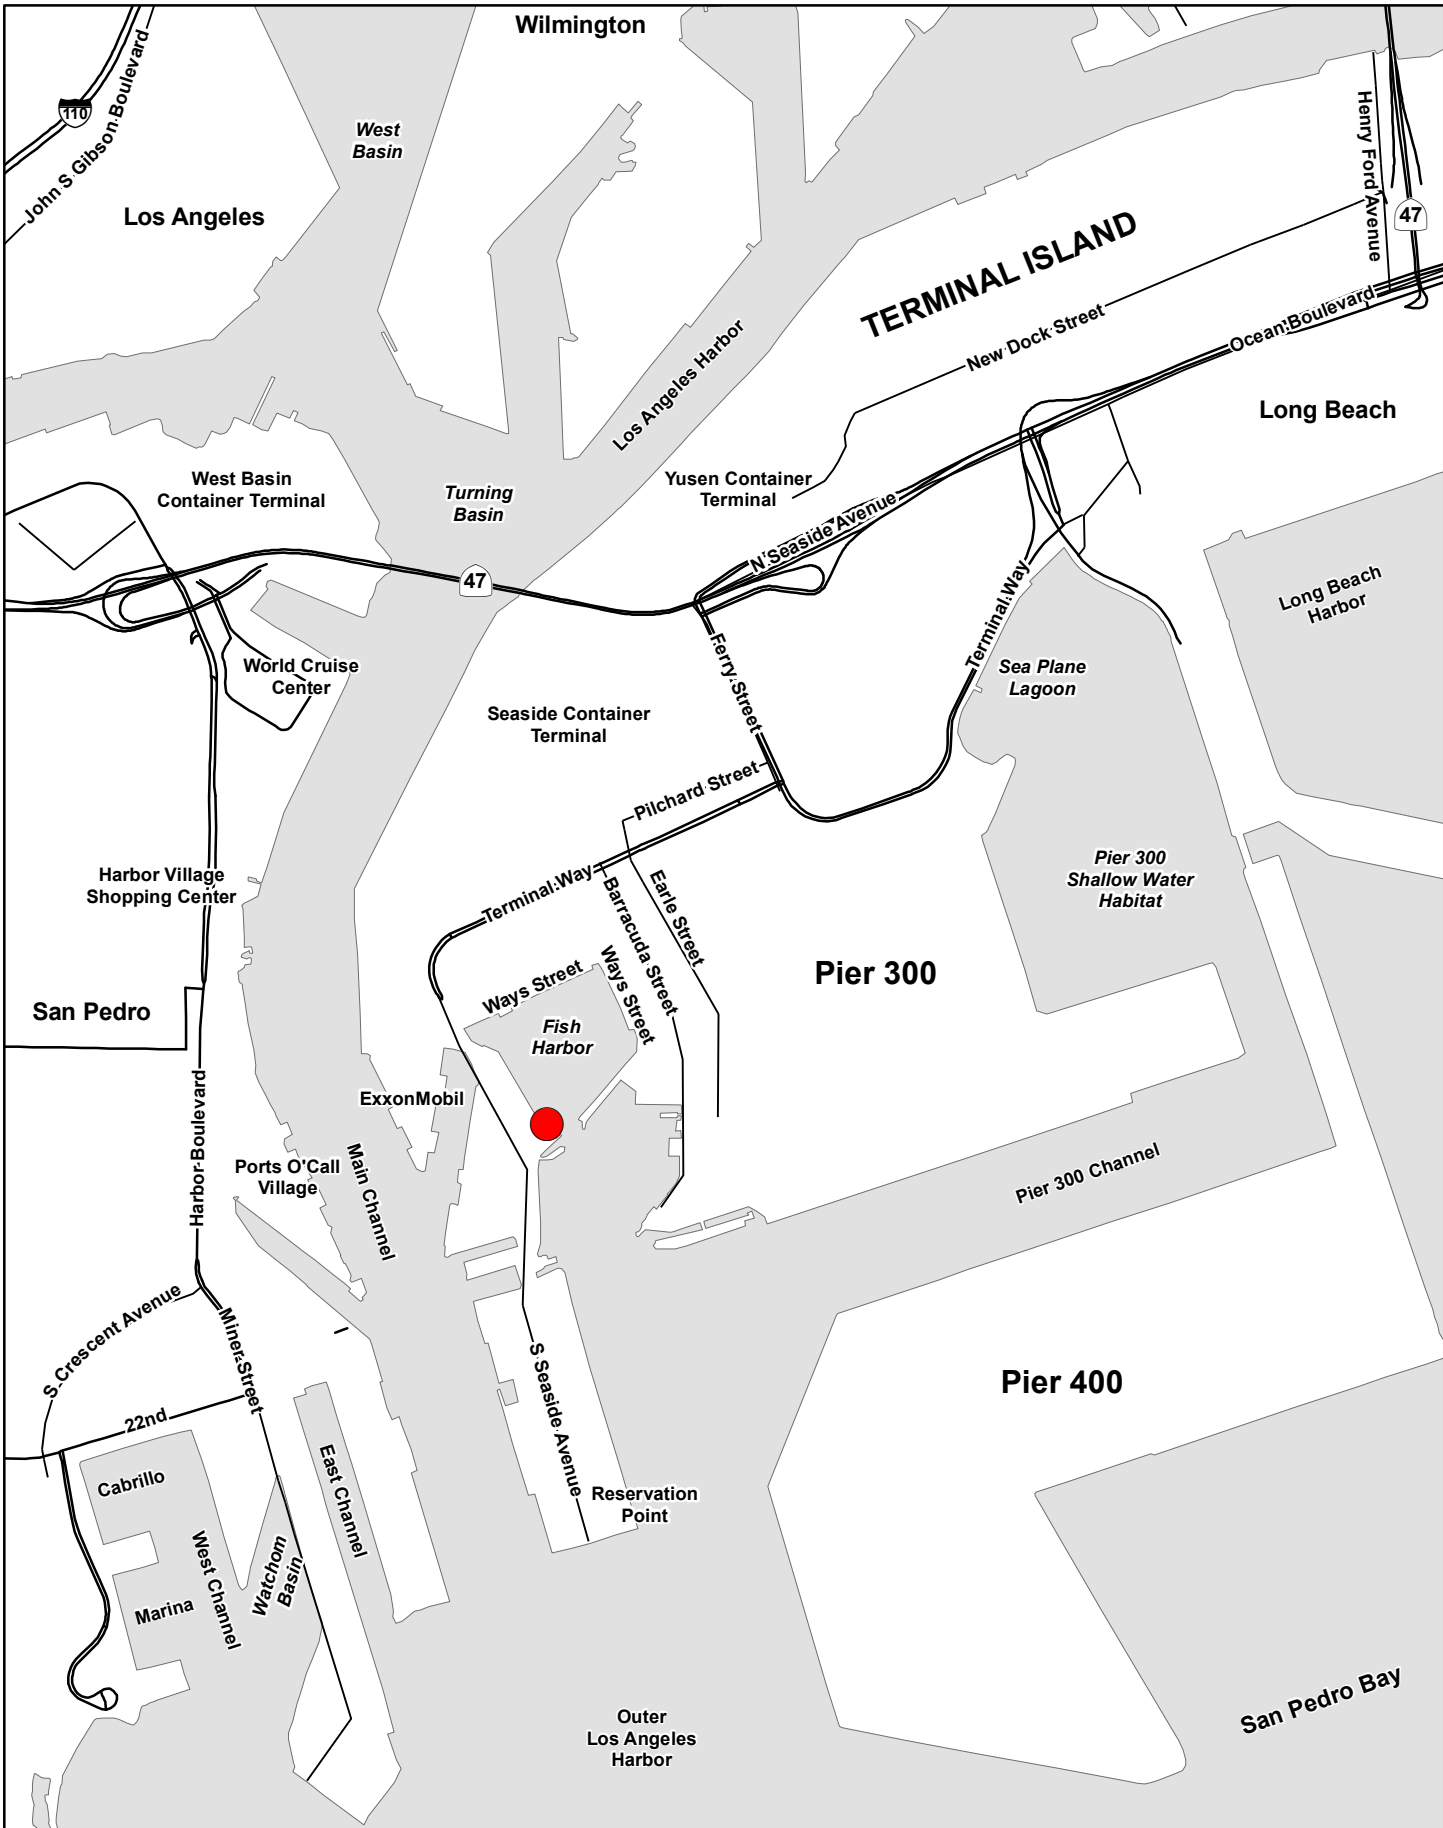 Wilmington
110
John S Gibson Boulevard
West
Basin
Henry Ford Avenue
Los Angeles
47
TERMINAL ISLAND
New Dock Street
Ocean Boulevard
Los Angeles Harbor
Long Beach
West Basin
Container Terminal
Turning
Basin
Yusen Container
Terminal
N Seaside Avenue
47
Long Beach
Harbor
Terminal Way
Ferry Street
World Cruise
Center
Sea Plane
Lagoon
Seaside Container
Terminal
Pilchard Street
Harbor Village
Shopping Center
Terminal Way
Barracuda Street
Earle Street
Pier 300
Shallow Water
Habitat
Ways Street
Ways Street
Pier 300
San Pedro
Fish
Harbor
Harbor Boulevard
ExxonMobil
Ports O'Call
Village
Main Channel
Pier 300 Channel
S Crescent Avenue
Miner Street
S Seaside Avenue
Pier 400
22nd
Cabrillo
East Channel
Reservation
Point
West Channel
Watchorn
Basin
Marina
Outer
Los Angeles
Harbor
San Pedro Bay